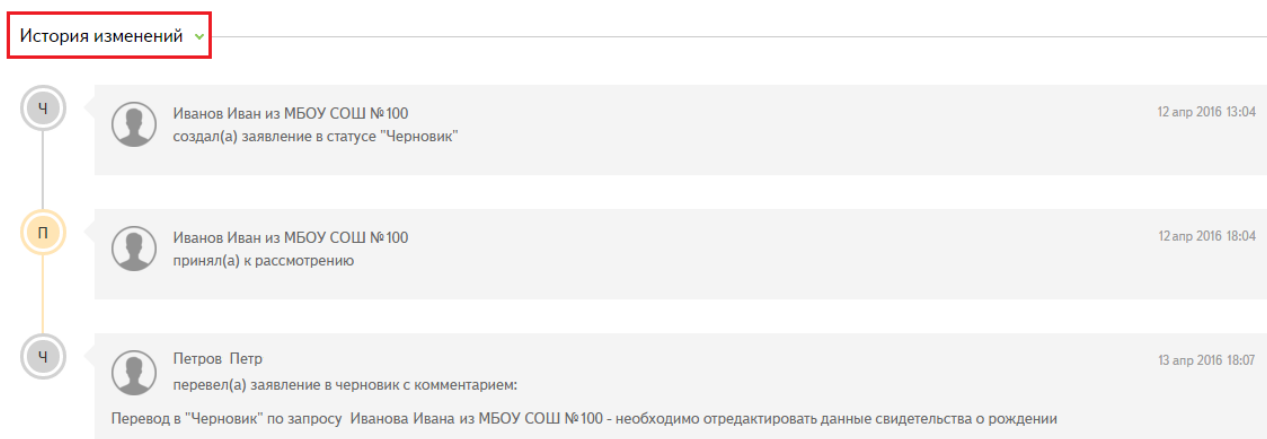 История изменений
Ч
Иванов Иван из МБОУ СОШ №100
12 апр 2016 13:04
создал(а) заявление в статусе "Черновик"
П
Иванов Иван из МБОУ СОШ №100
12 апр 2016 18:04
принял(а) к рассмотрению
Ч
Петров Петр
13 апр 2016 18:07
перевел(а) заявление в черновик с комментарием:
Перевод в "Черновик" по запросу Иванова Ивана из МБОУ СОШ №100 - необходимо отредактировать данные свидетельства о рождении